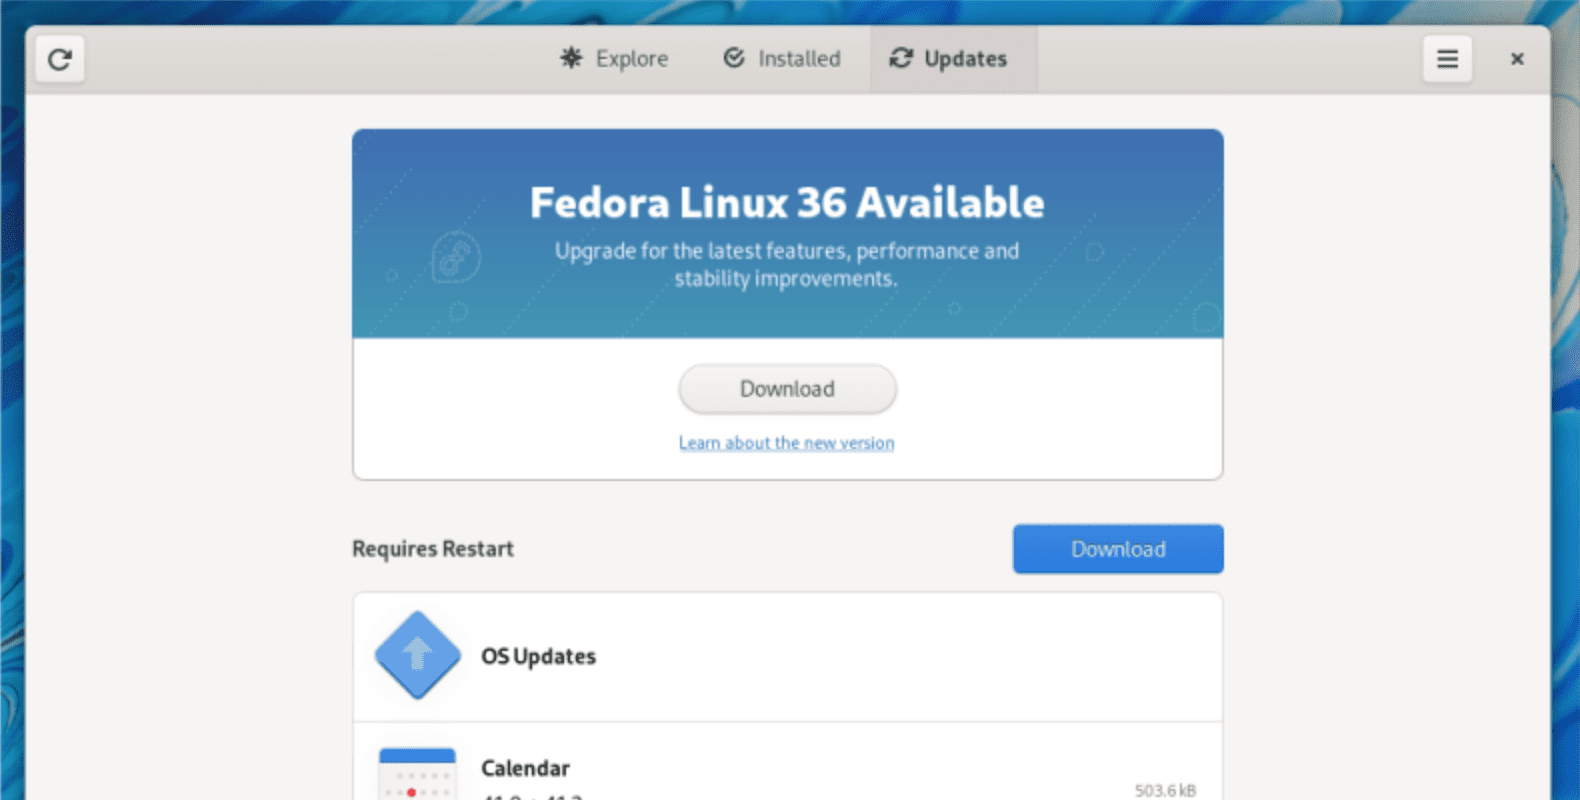 Explore
Installed
Updates
Fedora Linux 36 Available
Upgrade for the latest features, performance and
stability improvements.
Download
Learn about the new version
Requires Restart
Download
OS Updates
Calendar
503.6 kB